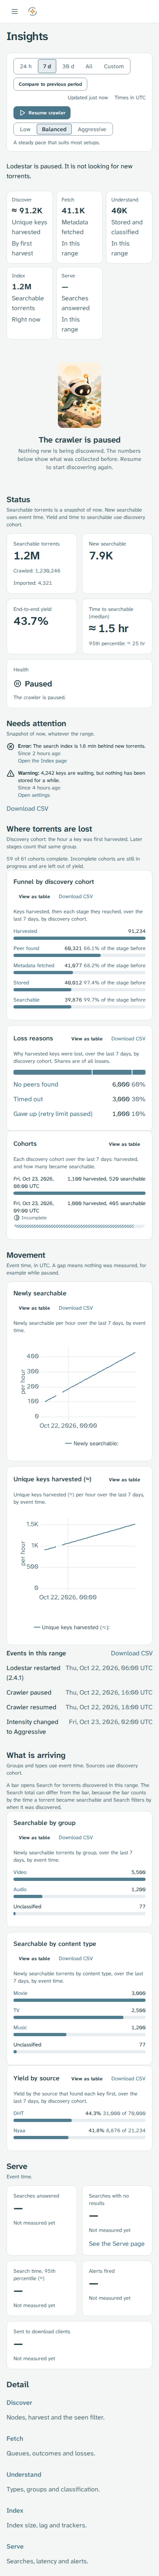 Insights
24 h 7 d 30 d All Custom
Compare to previous period
Updated just now Times in UTC
Resume crawler
Low Balanced Aggressive
A steady pace that suits most setups.
Lodestar is paused. It is not looking for new
torrents.
Discover
≈ 91.2K
Unique keys
harvested
By first
harvest
Fetch
41.1K
Metadata
fetched
In this
range
Understand
40K
Stored and
classified
In this
range
Index
1.2M
Searchable
torrents
Right now
Serve
—
Searches
answered
In this
range
The crawler is paused
Nothing new is being discovered. The numbers
below show what was collected before. Resume
to start discovering again.
Status
Searchable torrents is a snapshot of now. New searchable
uses event time. Yield and time to searchable use discovery
cohort.
Searchable torrents
1.2M
Crawled: 1,230,246
Imported: 4,321
New searchable
7.9K
End-to-end yield
43.7%
Time to searchable
(median)
≈ 1.5 hr
95th percentile: ≈ 25 hr
Health
Paused
The crawler is paused.
Needs attention
Snapshot of now, whatever the range.
Error: The search index is 1.6 min behind new torrents.
Since 2 hours ago
Open the Index page
Warning: 4,242 keys are waiting, but nothing has been
stored for a while.
Since 4 hours ago
Open settings
Download CSV
Where torrents are lost
Discovery cohort: the hour a key was first harvested. Later
stages count that same group.
59 of 61 cohorts complete. Incomplete cohorts are still in
progress and are left out of yield.
Funnel by discovery cohort
View as table Download CSV
Keys harvested, then each stage they reached, over the
last 7 days, by discovery cohort.
Harvested 91,234
Peer found 60,321 66.1% of the stage before
Metadata fetched 41,077 68.2% of the stage before
Stored 40,012 97.4% of the stage before
Searchable 39,876 99.7% of the stage before
Loss reasons View as table Download CSV
Why harvested keys were lost, over the last 7 days, by
discovery cohort. Shares are of all losses.
No peers found 6,000 60%
Timed out 3,000 30%
Gave up (retry limit passed) 1,000 10%
Cohorts View as table
Each discovery cohort over the last 7 days: harvested,
and how many became searchable.
Fri, Oct 23, 2026,
08:00 UTC
1,100 harvested, 520 searchable
Fri, Oct 23, 2026,
09:00 UTC
Incomplete
1,000 harvested, 405 searchable
Movement
Event time, in UTC. A gap means nothing was measured, for
example while paused.
Newly searchable
View as table Download CSV
Newly searchable per hour over the last 7 days, by event
time.
per hour
400
300
200
100
0
Oct 22, 2026, 00:00
Newly searchable:
Unique keys harvested (≈) View as table
Unique keys harvested (≈) per hour over the last 7 days,
by event time.
per hour
1.5K
1K
500
0
Oct 22, 2026, 00:00
Unique keys harvested (≈):
Events in this range Download CSV
Lodestar restarted
(2.4.1)
Thu, Oct 22, 2026, 06:00 UTC
Crawler paused Thu, Oct 22, 2026, 16:00 UTC
Crawler resumed Thu, Oct 22, 2026, 18:00 UTC
Intensity changed
to Aggressive
Fri, Oct 23, 2026, 02:00 UTC
What is arriving
Groups and types use event time. Sources use discovery
cohort.
A bar opens Search for torrents discovered in this range. The
Search total can differ from the bar, because the bar counts
by the time a torrent became searchable and Search filters by
when it was discovered.
Searchable by group
View as table Download CSV
Newly searchable torrents by group, over the last 7
days, by event time.
Video 5,500
Audio 1,200
Unclassified 77
Searchable by content type
View as table Download CSV
Newly searchable torrents by content type, over the last
7 days, by event time.
Movie 3,000
TV 2,500
Music 1,200
Unclassified 77
Yield by source View as table Download CSV
Yield by the source that found each key first, over the
last 7 days, by discovery cohort.
DHT 44.3% 31,000 of 70,000
Nyaa 41.8% 8,876 of 21,234
Serve
Event time.
Searches answered
—
Not measured yet
Searches with no
results
—
Not measured yet
See the Serve page
Search time, 95th
percentile (≈)
—
Not measured yet
Alerts fired
—
Not measured yet
Sent to download clients
—
Not measured yet
Detail
Discover
Nodes, harvest and the seen filter.
Fetch
Queues, outcomes and losses.
Understand
Types, groups and classification.
Index
Index size, lag and trackers.
Serve
Searches, latency and alerts.